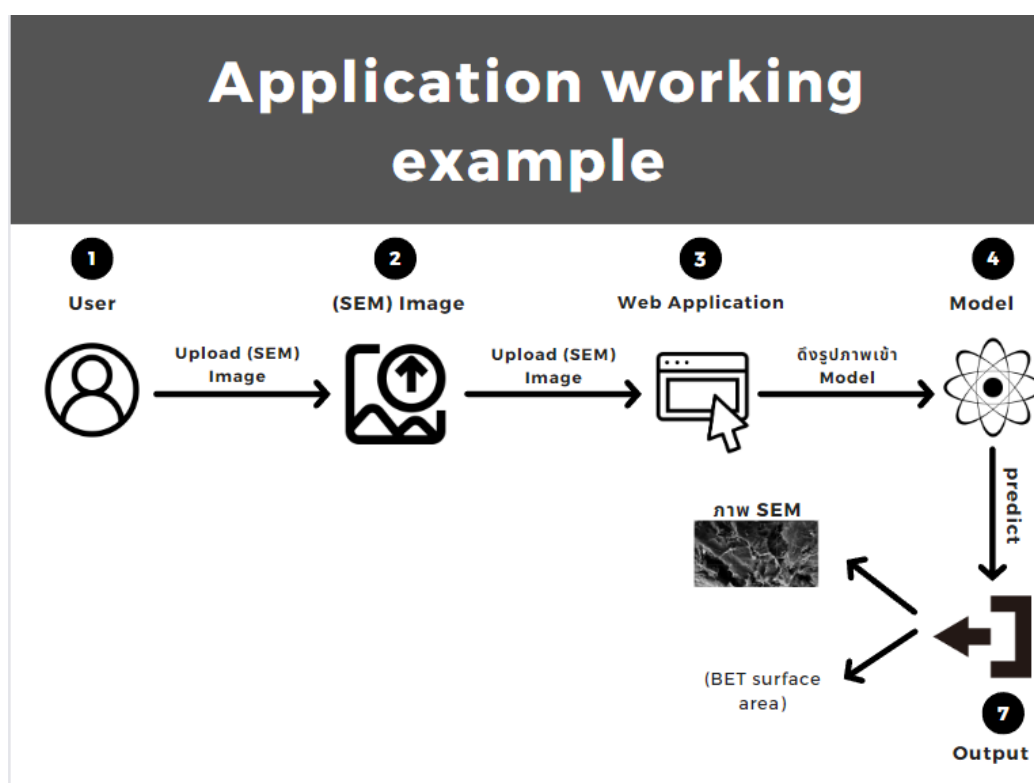 Application working
example
1
User
2
(SEM) Image
3
Web Application
4
Model
Upload (SEM)
Image
Upload (SEM)
Image
ดึงรูปภาพเข้า
Model
predict
ภาพ SEM
(BET surface
area)
7
Output